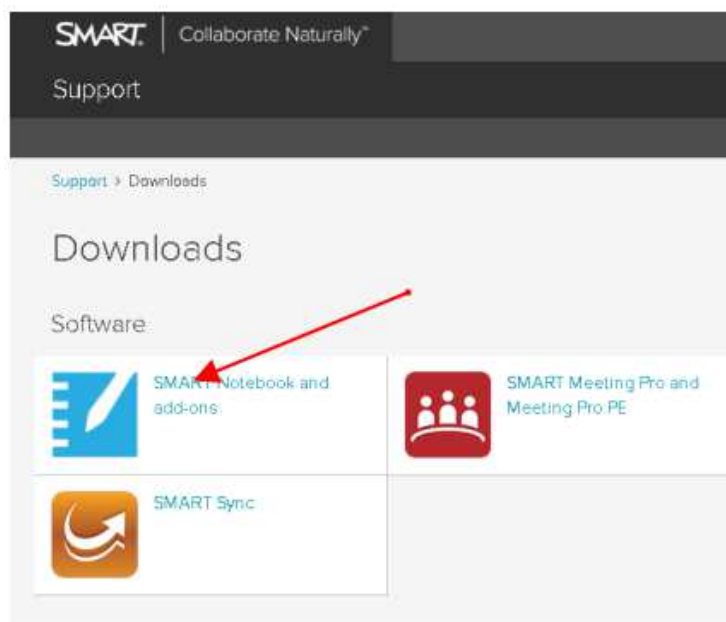 SMART. Collaborate Naturally™
Support
Support > Downloads
Downloads
Software
SMART Notebook and
add-ons
SMART Meeting Pro and
Meeting Pro PE
SMART Sync